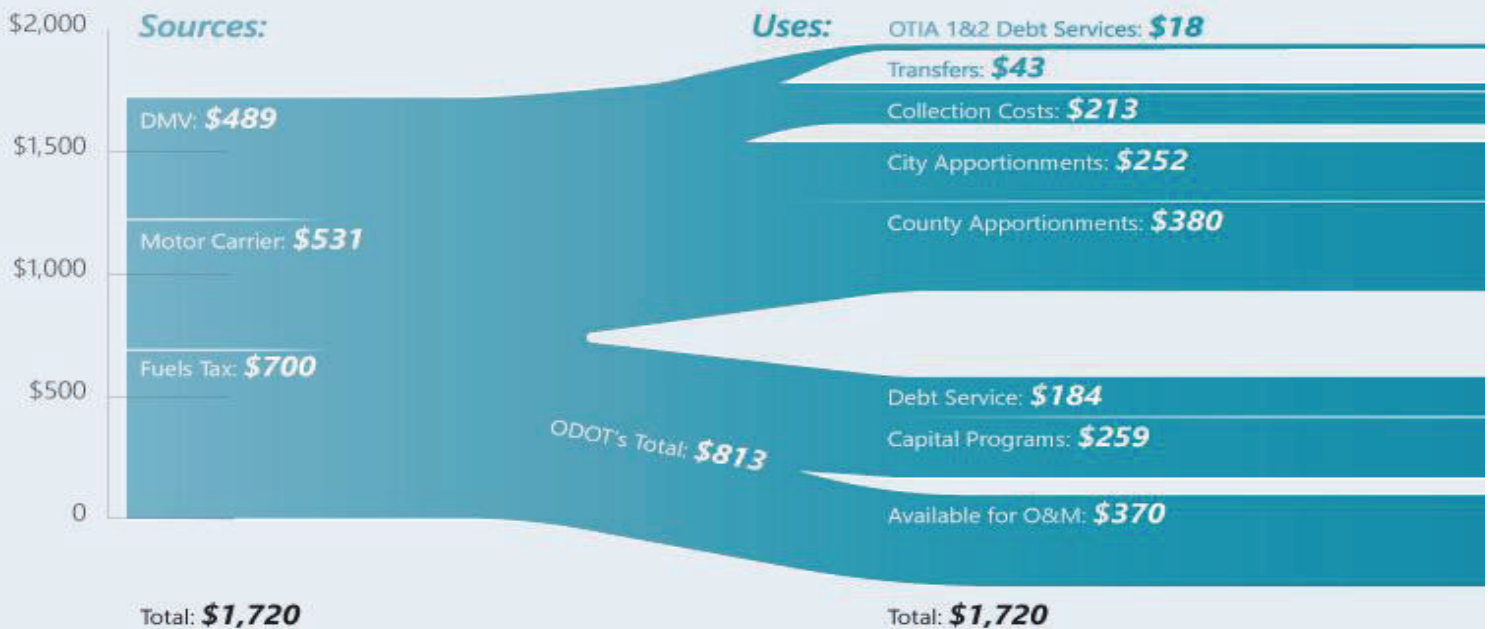 $2,000
$1,500
$1,000
$500
0
Sources:
DMV: $489
Motor Carrier: $531
Fuels Tax: $700
Total: $1,720
ODOT's Total: $813
Uses:
OTIA 1&2 Debt Services: $18
Transfers: $43
Collection Costs: $213
City Apportionments: $252
County Apportionments: $380
Debt Service: $184
Capital Programs: $259
Available for O&M: $370
Total: $1,720